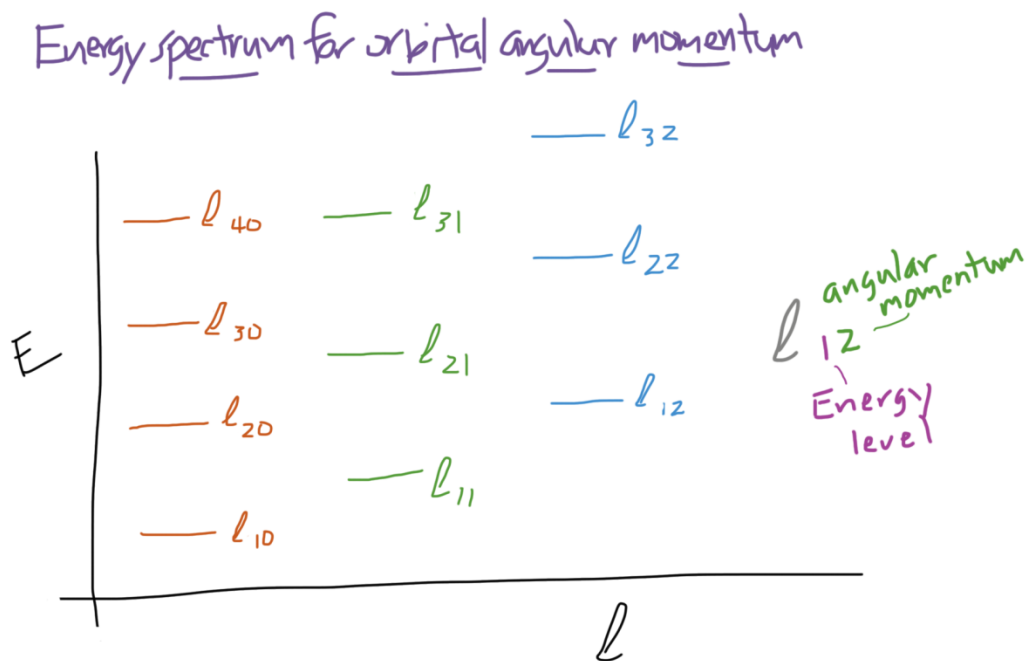 Energy spectrum for orbital angular momentum
l32
l40
l31
l22
angular
momentum
l30
l12
E
l21
Energy
level
l20
l12
l11
l10
l